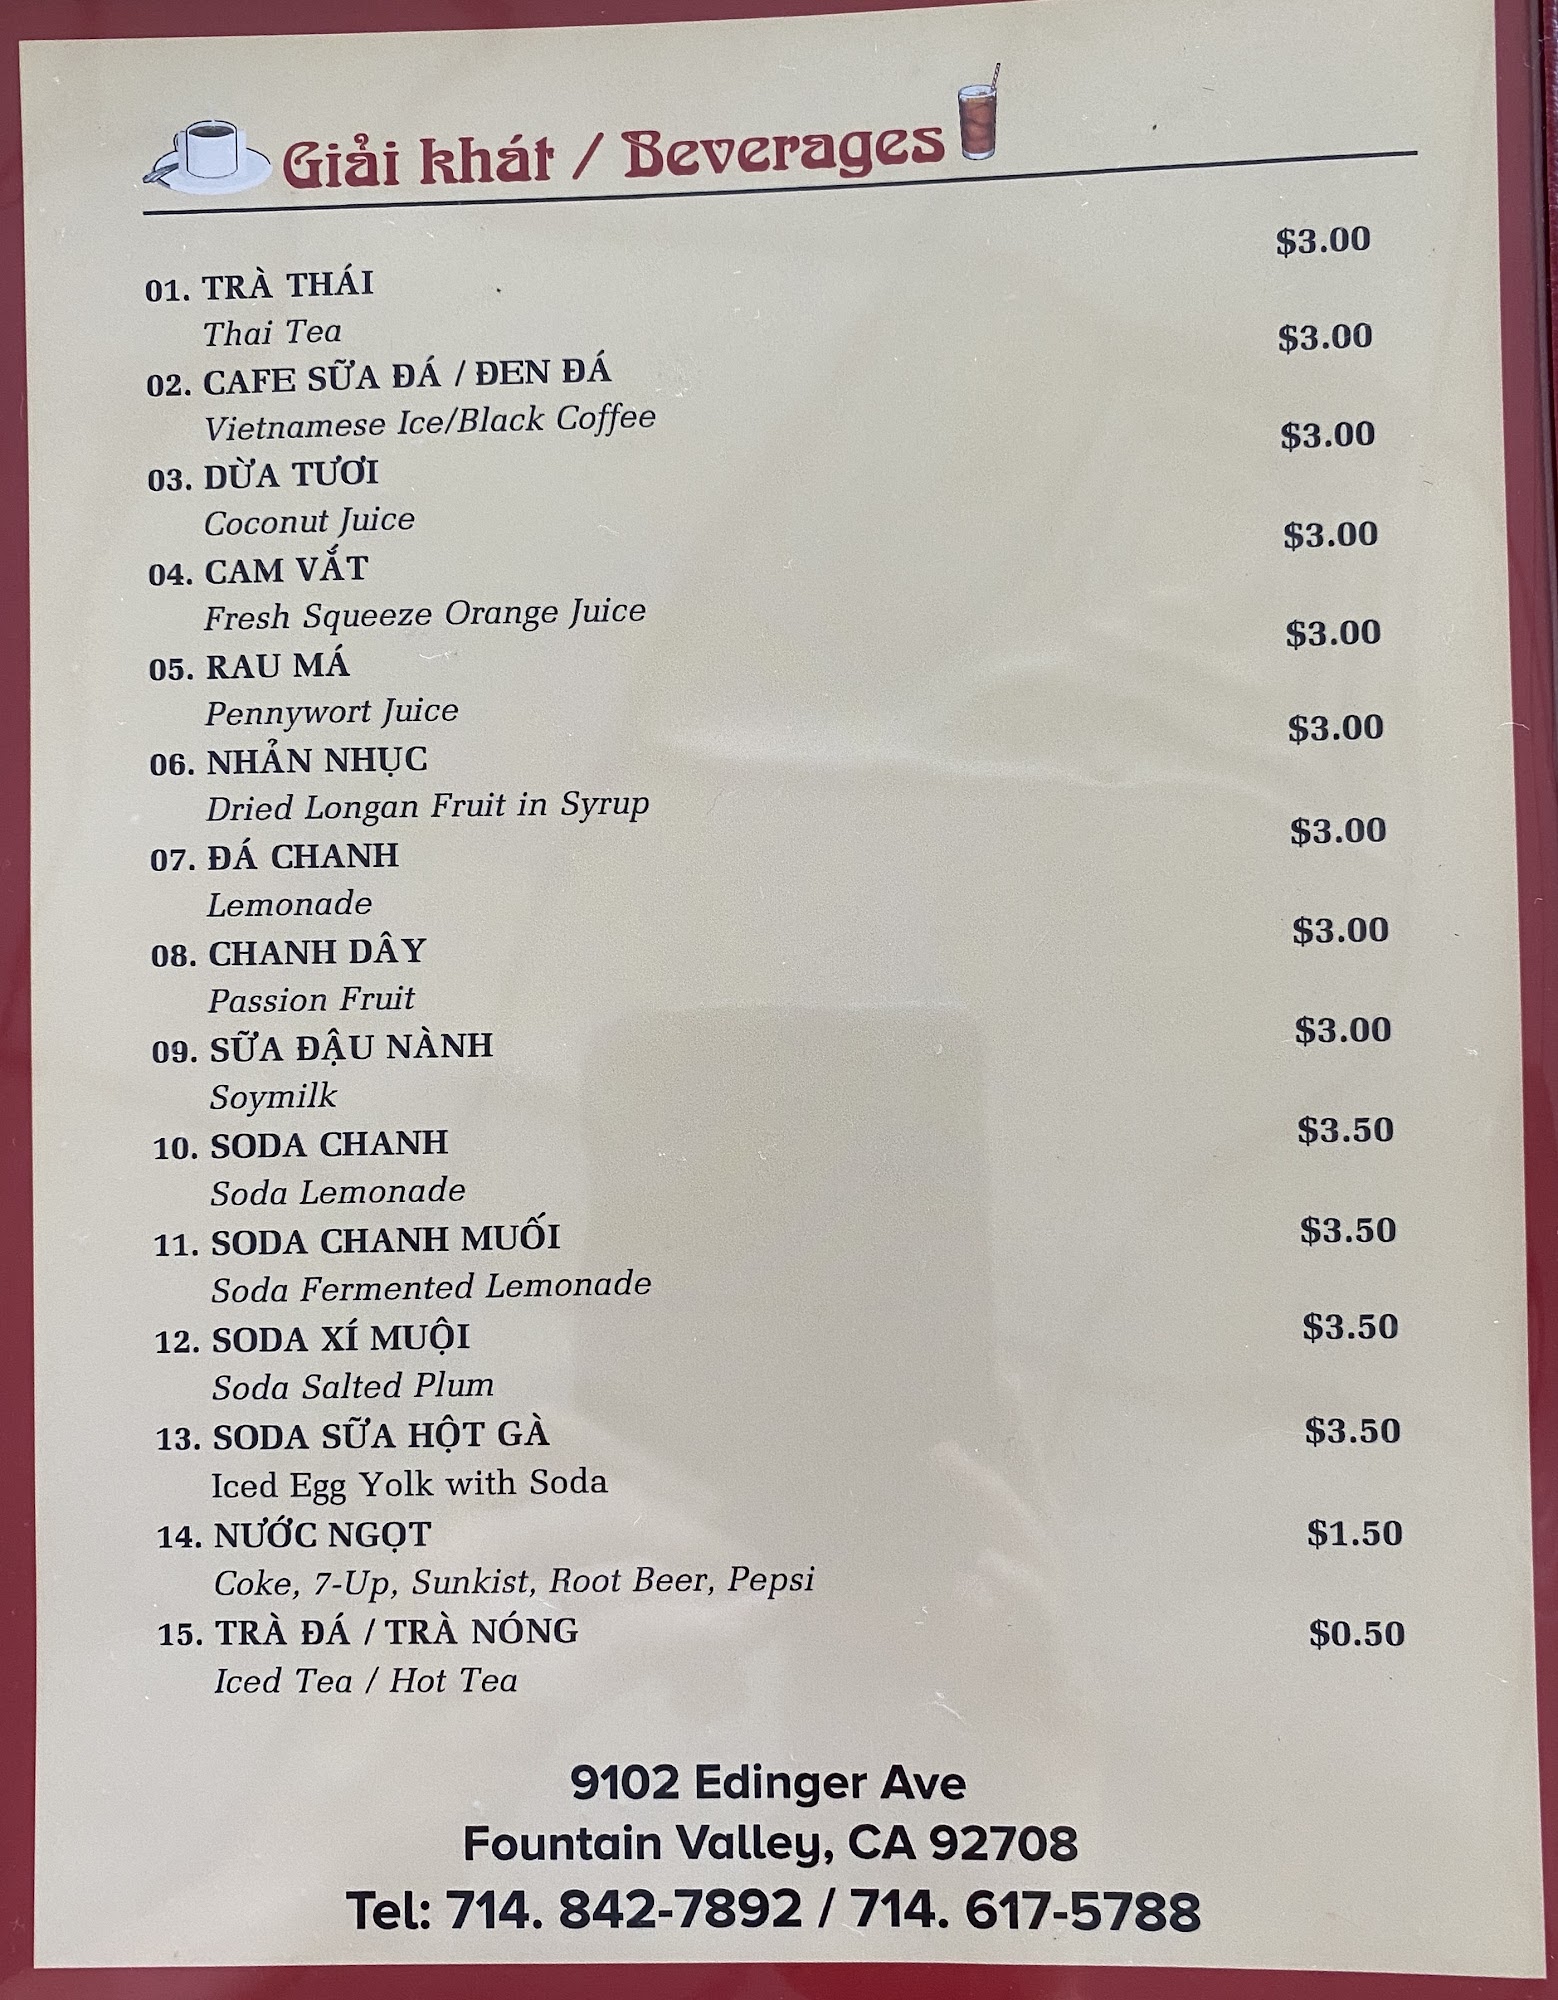 Giải khát / Beverages
01. TRÀ THÁI $3.00
Thai Tea
02. CAFE SỮA ĐÁ / ĐEN ĐÁ $3.00
Vietnamese Ice/Black Coffee
03. DỪA TƯƠI $3.00
Coconut Juice
04. CAM VẮT $3.00
Fresh Squeeze Orange Juice
05. RAU MÁ $3.00
Pennywort Juice
06. NHẢN NHỤC $3.00
Dried Longan Fruit in Syrup
07. ĐÁ CHANH $3.00
Lemonade
08. CHANH DÂY $3.00
Passion Fruit
09. SỮA ĐẬU NÀNH $3.00
Soymilk
10. SODA CHANH $3.50
Soda Lemonade
11. SODA CHANH MUỐI $3.50
Soda Fermented Lemonade
12. SODA XÍ MUỘI $3.50
Soda Salted Plum
13. SODA SỮA HỘT GÀ $3.50
Iced Egg Yolk with Soda
14. NƯỚC NGỌT $1.50
Coke, 7-Up, Sunkist, Root Beer, Pepsi
15. TRÀ ĐÁ / TRÀ NÓNG $0.50
Iced Tea / Hot Tea
9102 Edinger Ave
Fountain Valley, CA 92708
Tel: 714. 842-7892 / 714. 617-5788